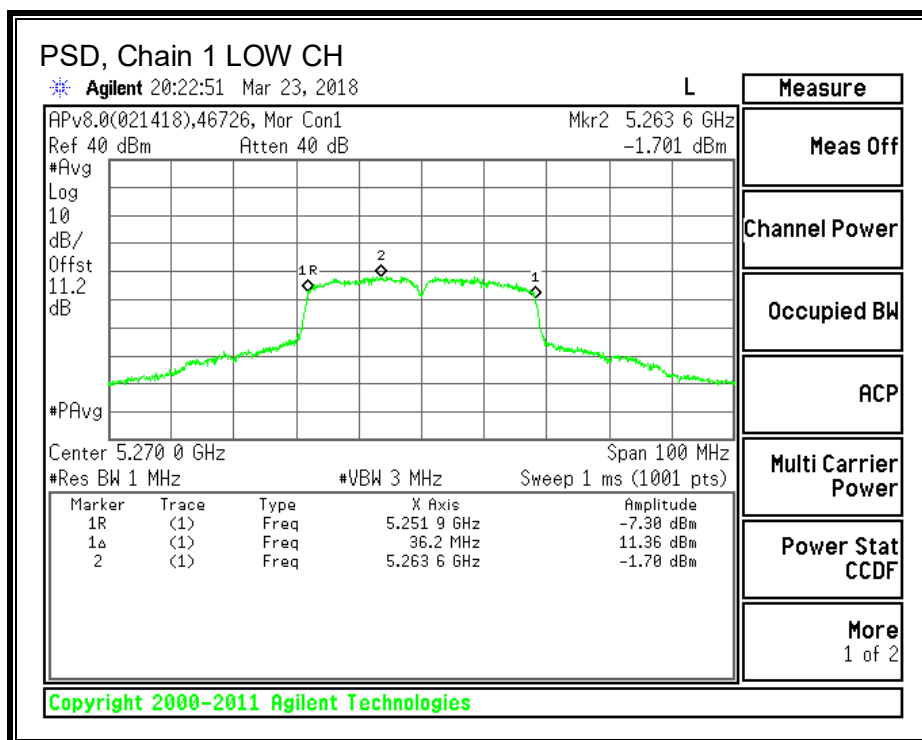 PSD, Chain 1 LOW CH
Agilent 20:22:51 Mar 23, 2018 L
Measure
APv8.0(021418),46726, Mor Con1 Mkr2 5.263 6 GHz
Ref 40 dBm Atten 40 dB -1.701 dBm
Meas Off
#Avg
Log
10
dB/
Offst
11.2
dB
#PAvg
1R
2
1
Channel Power
Occupied BW
ACP
Center 5.270 0 GHz Span 100 MHz
#Res BW 1 MHz #VBW 3 MHz Sweep 1 ms (1001 pts)
Multi Carrier
Power
Marker Trace Type X Axis Amplitude
1R (1) Freq 5.251 9 GHz -7.30 dBm
1Δ (1) Freq 36.2 MHz 11.36 dBm
2 (1) Freq 5.263 6 GHz -1.70 dBm
Power Stat
CCDF
More
1 of 2
Copyright 2000-2011 Agilent Technologies